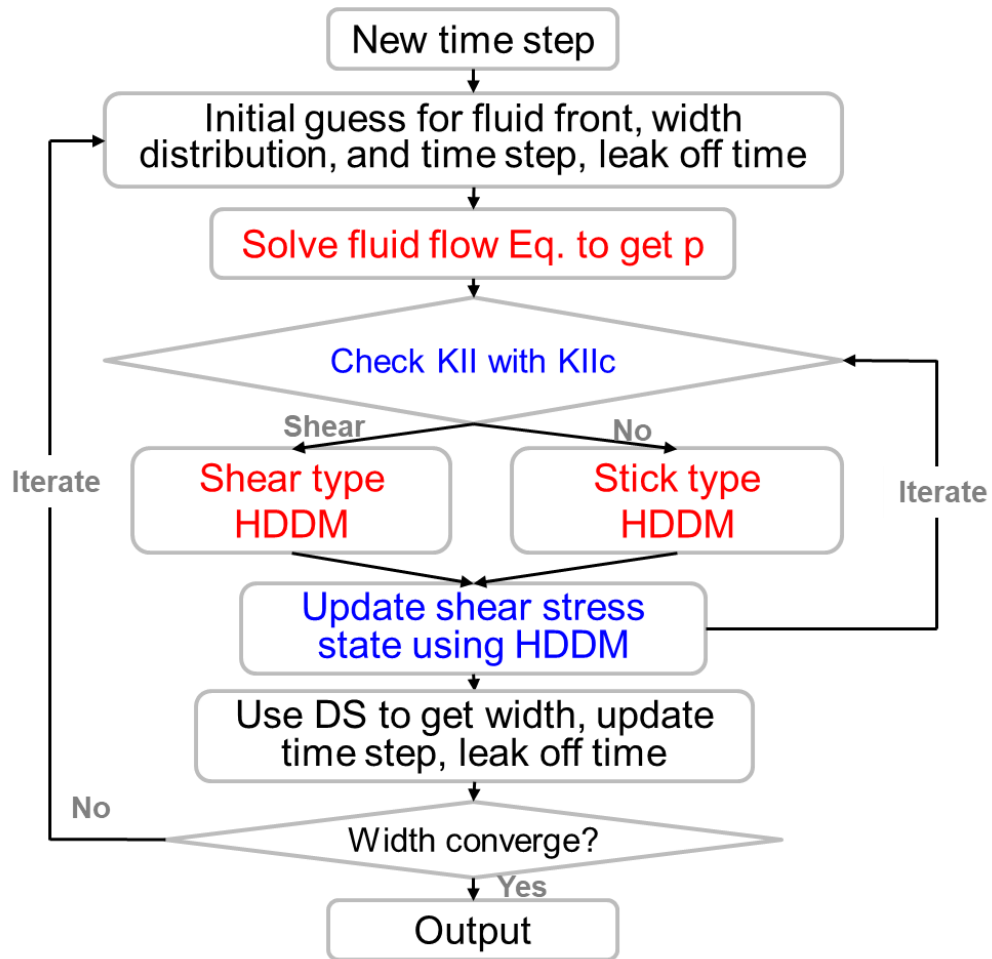 New time step
Initial guess for fluid front, width
distribution, and time step, leak off time
Solve fluid flow Eq. to get p
Check KII with KIIc
Shear
No
Shear type
HDDM
Stick type
HDDM
Iterate
Iterate
Update shear stress
state using HDDM
Use DS to get width, update
time step, leak off time
No
Width converge?
Yes
Output